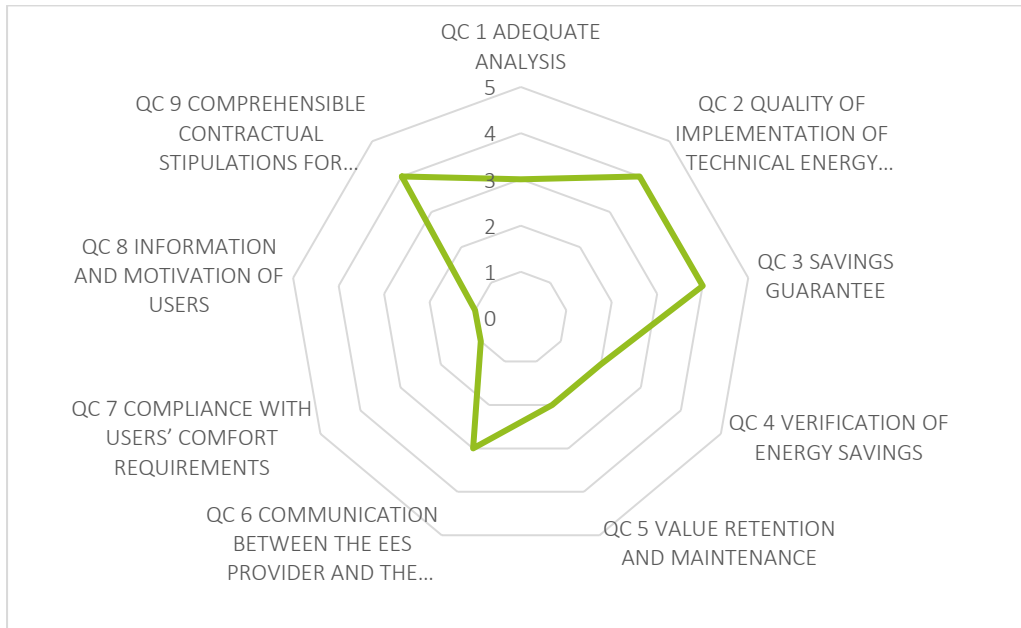 QC 1 ADEQUATE
ANALYSIS
QC 2 QUALITY OF
IMPLEMENTATION OF
TECHNICAL ENERGY...
QC 3 SAVINGS
GUARANTEE
QC 4 VERIFICATION OF
ENERGY SAVINGS
QC 5 VALUE RETENTION
AND MAINTENANCE
QC 6 COMMUNICATION
BETWEEN THE EES
PROVIDER AND THE...
QC 7 COMPLIANCE WITH
USERS’ COMFORT
REQUIREMENTS
QC 8 INFORMATION
AND MOTIVATION OF
USERS
QC 9 COMPREHENSIBLE
CONTRACTUAL
STIPULATIONS FOR...
5
4
3
2
1
0